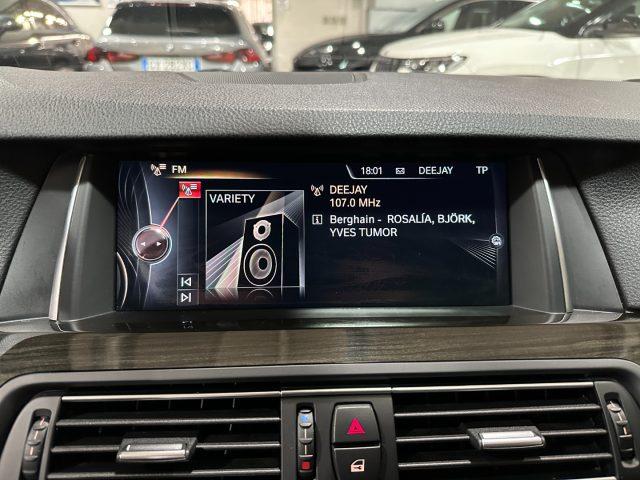 FM
18:01 DEEJAY TP
VARIETY
DEEJAY
107.0 MHz
Berghain - ROSALÍA, BJÖRK,
YVES TUMOR